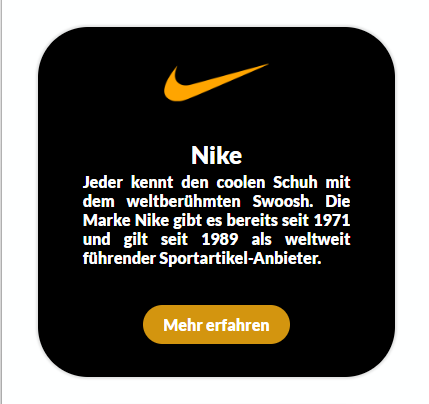 Nike
Jeder kennt den coolen Schuh mit
dem weltberühmten Swoosh. Die
Marke Nike gibt es bereits seit 1971
und gilt seit 1989 als weltweit
führender Sportartikel-Anbieter.
Mehr erfahren